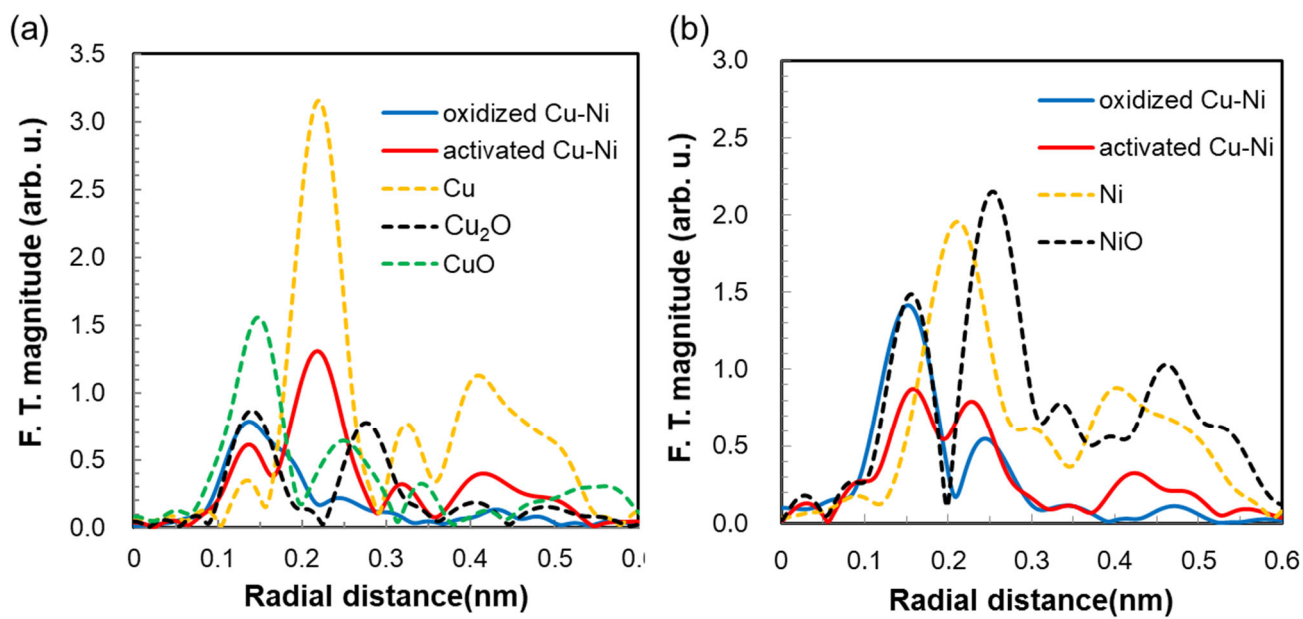 (a)
F. T. magnitude (arb. u.)
3.5
3.0
2.5
2.0
1.5
1.0
0.5
0.0
oxidized Cu-Ni
activated Cu-Ni
Cu
Cu₂O
CuO
0 0.1 0.2 0.3 0.4 0.5 0.6
Radial distance(nm)
(b)
F. T. magnitude (arb. u.)
3.0
2.5
2.0
1.5
1.0
0.5
0.0
oxidized Cu-Ni
activated Cu-Ni
Ni
NiO
0 0.1 0.2 0.3 0.4 0.5 0.6
Radial distance(nm)